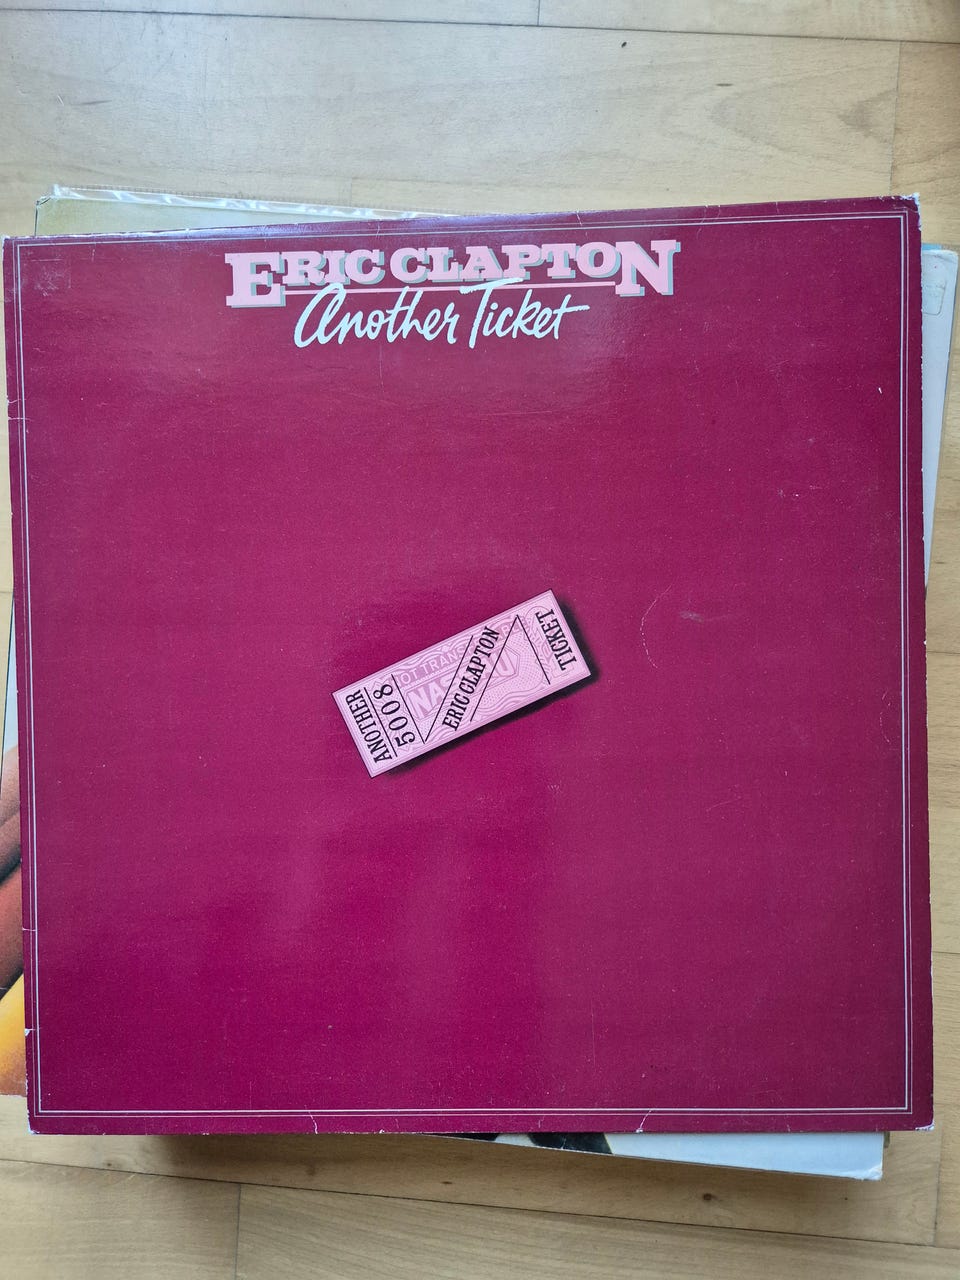 ERIC CLAPTON
Another Ticket
ANOTHER
5008
ERIC CLAPTON
TICKET